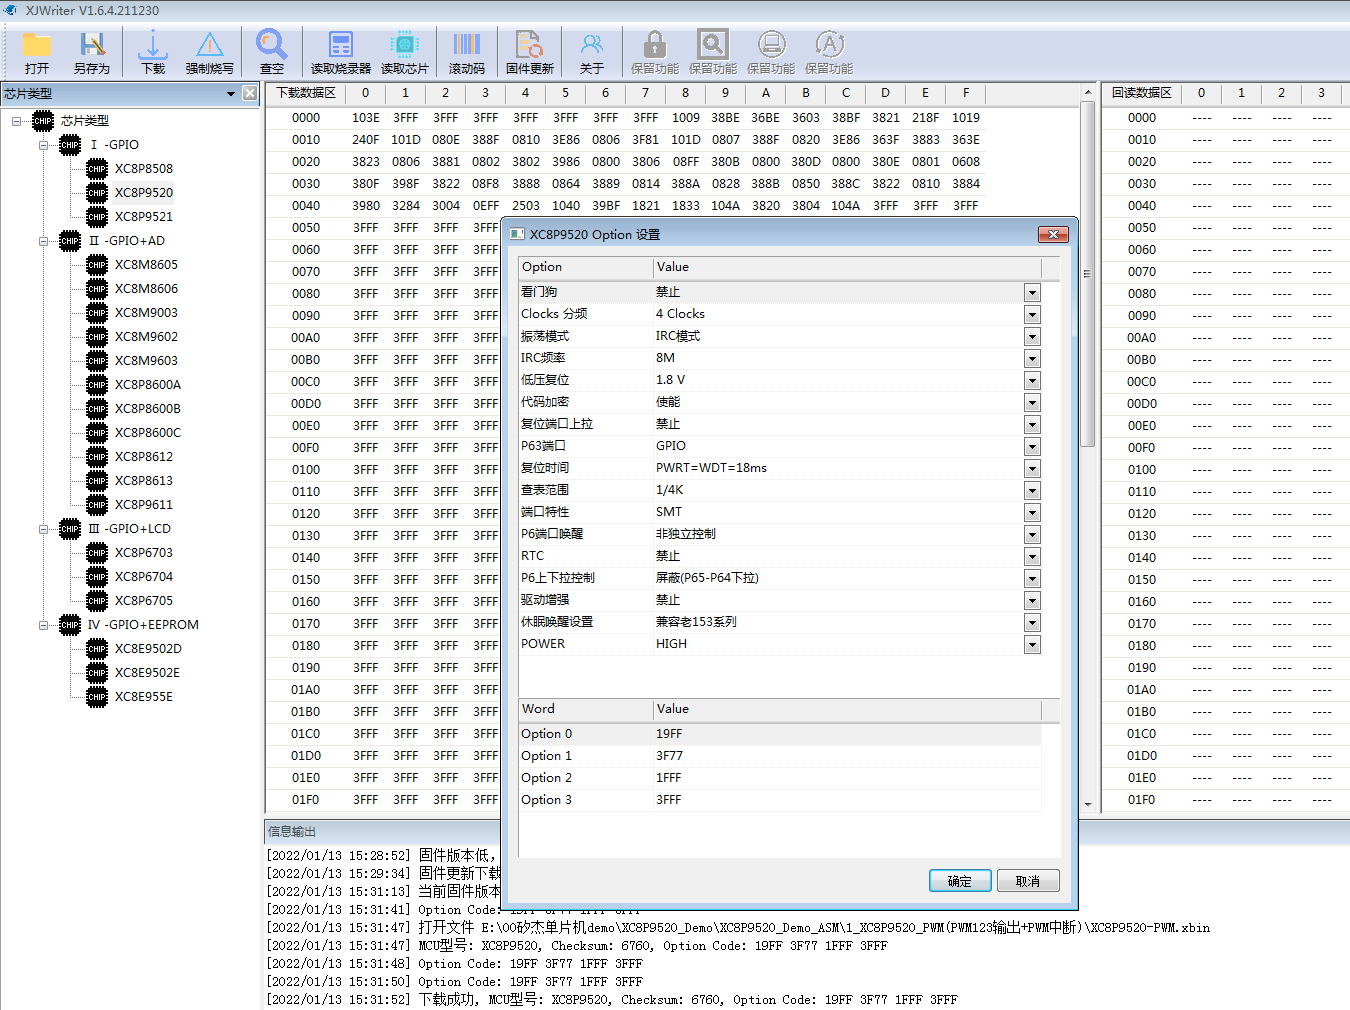 XJWriter V1.6.4.211230
打开 另存为 下载 强制烧写 查空 读取烧录器 读取芯片 滚动码 固件更新 关于 保留功能 保留功能 保留功能 保留功能
芯片类型
芯片类型
Ⅰ -GPIO
XC8P8508
XC8P9520
XC8P9521
Ⅱ -GPIO+AD
XC8M8605
XC8M8606
XC8M9003
XC8M9602
XC8M9603
XC8P8600A
XC8P8600B
XC8P8600C
XC8P8612
XC8P8613
XC8P9611
Ⅲ -GPIO+LCD
XC8P6703
XC8P6704
XC8P6705
Ⅳ -GPIO+EEPROM
XC8E9502D
XC8E9502E
XC8E955E
下载数据区 0 1 2 3 4 5 6 7 8 9 A B C D E F
0000 103E 3FFF 3FFF 3FFF 3FFF 3FFF 3FFF 3FFF 1009 38BE 36BE 3603 38BF 3821 218F 1019
0010 240F 101D 080E 388F 0810 3E86 0806 3F81 101D 0807 388F 0820 3E86 363F 3883 363E
0020 3823 0806 3881 0802 3802 3986 0800 3806 08FF 380B 0800 380D 0800 380E 0801 0608
0030 380F 398F 3822 08F8 3888 0864 3889 0814 388A 0828 388B 0850 388C 3822 0810 3884
0040 3980 3284 3004 0EFF 2503 1040 39BF 1821 1833 104A 3820 3804 104A 3FFF 3FFF 3FFF
0050 3FFF 3FFF 3FFF 3FFF
0060 3FFF 3FFF 3FFF 3FFF
0070 3FFF 3FFF 3FFF 3FFF
0080 3FFF 3FFF 3FFF 3FFF
0090 3FFF 3FFF 3FFF 3FFF
00A0 3FFF 3FFF 3FFF 3FFF
00B0 3FFF 3FFF 3FFF 3FFF
00C0 3FFF 3FFF 3FFF 3FFF
00D0 3FFF 3FFF 3FFF 3FFF
00E0 3FFF 3FFF 3FFF 3FFF
00F0 3FFF 3FFF 3FFF 3FFF
0100 3FFF 3FFF 3FFF 3FFF
0110 3FFF 3FFF 3FFF 3FFF
0120 3FFF 3FFF 3FFF 3FFF
0130 3FFF 3FFF 3FFF 3FFF
0140 3FFF 3FFF 3FFF 3FFF
0150 3FFF 3FFF 3FFF 3FFF
0160 3FFF 3FFF 3FFF 3FFF
0170 3FFF 3FFF 3FFF 3FFF
0180 3FFF 3FFF 3FFF 3FFF
0190 3FFF 3FFF 3FFF 3FFF
01A0 3FFF 3FFF 3FFF 3FFF
01B0 3FFF 3FFF 3FFF 3FFF
01C0 3FFF 3FFF 3FFF 3FFF
01D0 3FFF 3FFF 3FFF 3FFF
01E0 3FFF 3FFF 3FFF 3FFF
01F0 3FFF 3FFF 3FFF 3FFF
XC8P9520 Option 设置
Option Value
看门狗 禁止
Clocks 分频 4 Clocks
振荡模式 IRC模式
IRC频率 8M
低压复位 1.8 V
代码加密 使能
复位端口上拉 禁止
P63端口 GPIO
复位时间 PWRT=WDT=18ms
查表范围 1/4K
端口特性 SMT
P6端口唤醒 非独立控制
RTC 禁止
P6上下拉控制 屏蔽(P65-P64下拉)
驱动增强 禁止
休眠唤醒设置 兼容老153系列
POWER HIGH
Word Value
Option 0 19FF
Option 1 3F77
Option 2 1FFF
Option 3 3FFF
确定 取消
回读数据区 0 1 2 3
0000 ---- ---- ---- ----
0010 ---- ---- ---- ----
0020 ---- ---- ---- ----
0030 ---- ---- ---- ----
0040 ---- ---- ---- ----
0050 ---- ---- ---- ----
0060 ---- ---- ---- ----
0070 ---- ---- ---- ----
0080 ---- ---- ---- ----
0090 ---- ---- ---- ----
00A0 ---- ---- ---- ----
00B0 ---- ---- ---- ----
00C0 ---- ---- ---- ----
00D0 ---- ---- ---- ----
00E0 ---- ---- ---- ----
00F0 ---- ---- ---- ----
0100 ---- ---- ---- ----
0110 ---- ---- ---- ----
0120 ---- ---- ---- ----
0130 ---- ---- ---- ----
0140 ---- ---- ---- ----
0150 ---- ---- ---- ----
0160 ---- ---- ---- ----
0170 ---- ---- ---- ----
0180 ---- ---- ---- ----
0190 ---- ---- ---- ----
01A0 ---- ---- ---- ----
01B0 ---- ---- ---- ----
01C0 ---- ---- ---- ----
01D0 ---- ---- ---- ----
01E0 ---- ---- ---- ----
01F0 ---- ---- ---- ----
信息输出
[2022/01/13 15:28:52] 固件版本低,
[2022/01/13 15:29:34] 固件更新下载
[2022/01/13 15:31:13] 当前固件版本
[2022/01/13 15:31:41] Option Code: 19FF 3F77 1FFF 3FFF
[2022/01/13 15:31:47] 打开文件 E:\00矽杰单片机demo\XC8P9520_Demo\XC8P9520_Demo_ASM\1_XC8P9520_PWM(PWM123输出+PWM中断)\XC8P9520-PWM.xbin
[2022/01/13 15:31:47] MCU型号: XC8P9520, Checksum: 6760, Option Code: 19FF 3F77 1FFF 3FFF
[2022/01/13 15:31:48] Option Code: 19FF 3F77 1FFF 3FFF
[2022/01/13 15:31:50] Option Code: 19FF 3F77 1FFF 3FFF
[2022/01/13 15:31:52] 下载成功, MCU型号: XC8P9520, Checksum: 6760, Option Code: 19FF 3F77 1FFF 3FFF